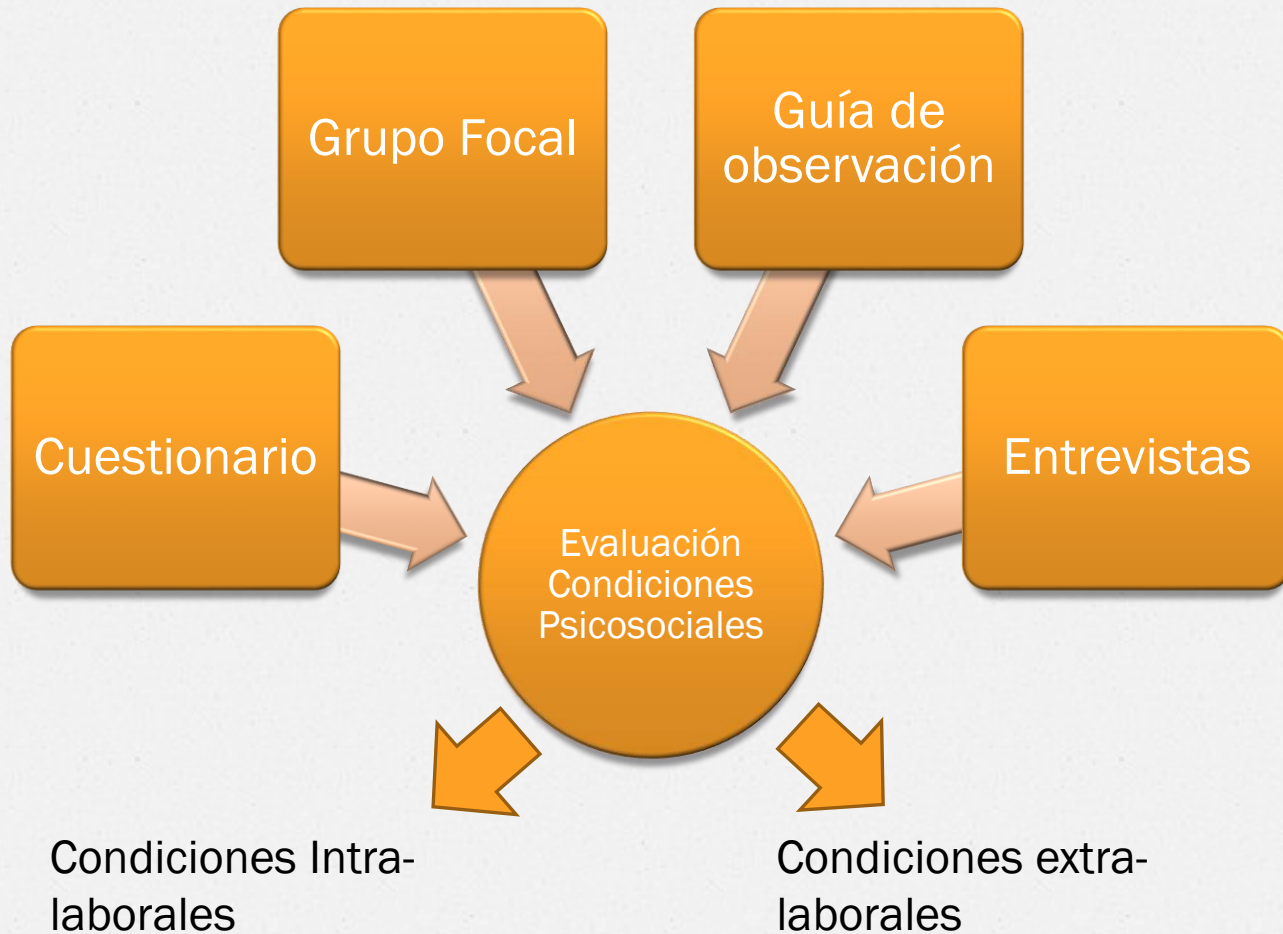 Grupo Focal
Guía de
observación
Cuestionario
Entrevistas
Evaluación
Condiciones
Psicosociales
Condiciones Intra-
laborales
Condiciones extra-
laborales